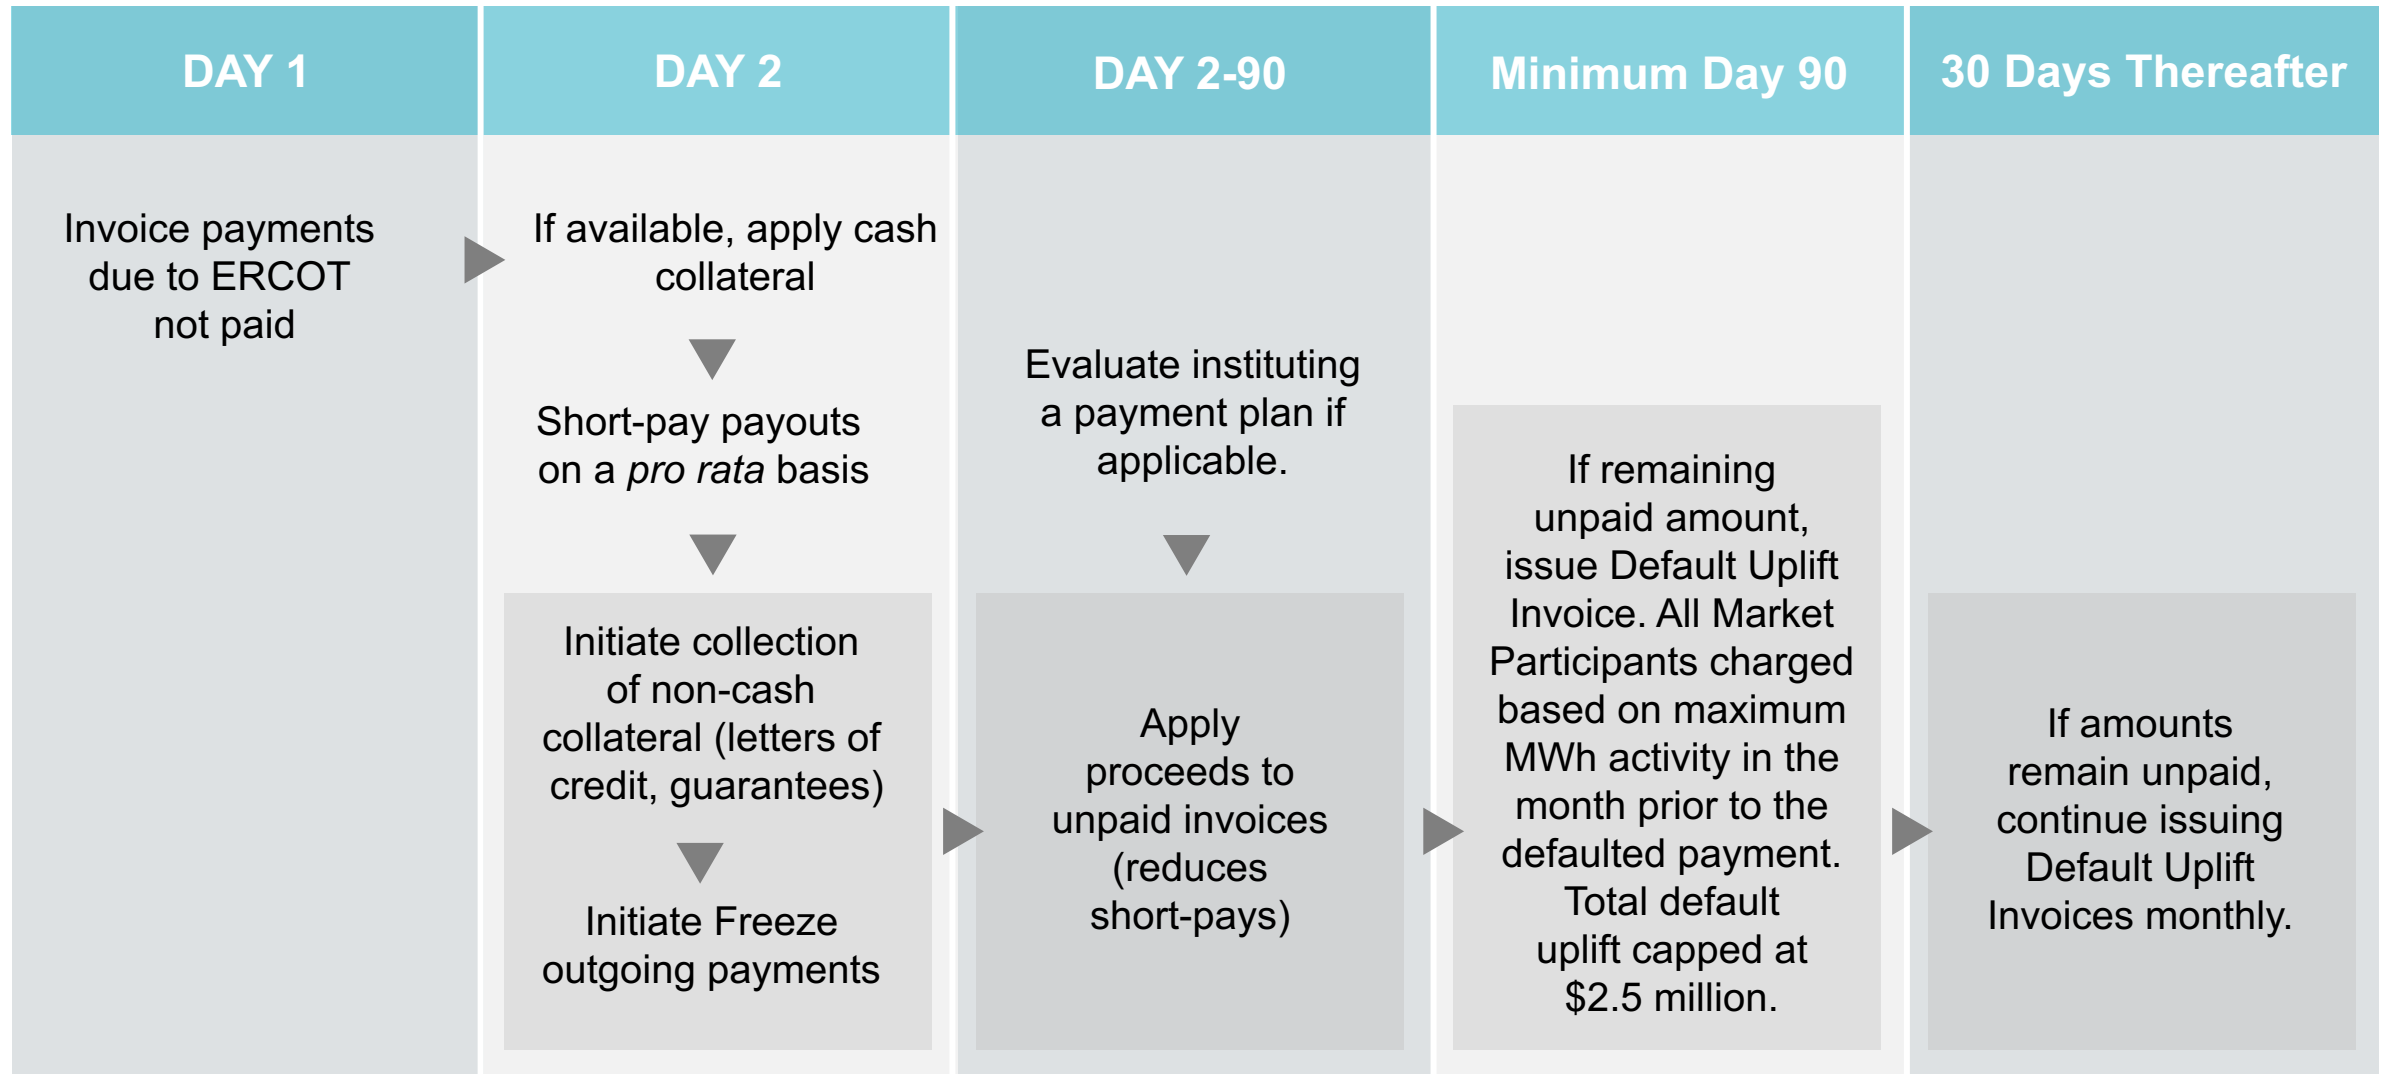 DAY 1
Invoice payments
due to ERCOT
not paid
DAY 2
If available, apply cash
collateral
Short-pay payouts
on a pro rata basis
Initiate collection
of non-cash
collateral (letters of
credit, guarantees)
Initiate Freeze
outgoing payments
DAY 2-90
Evaluate instituting
a payment plan if
applicable.
Apply
proceeds to
unpaid invoices
(reduces
short-pays)
Minimum Day 90
If remaining
unpaid amount,
issue Default Uplift
Invoice. All Market
Participants charged
based on maximum
MWh activity in the
month prior to the
defaulted payment.
Total default
uplift capped at
$2.5 million.
30 Days Thereafter
If amounts
remain unpaid,
continue issuing
Default Uplift
Invoices monthly.